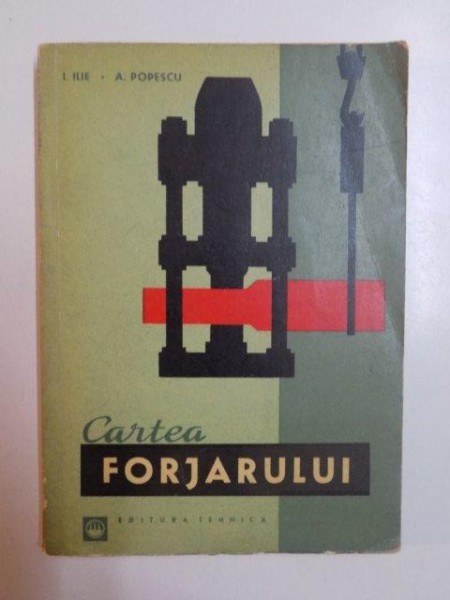 I. ILIE • A. POPESCU
Cartea
FORJARULUI
EDITURA TEHNICA